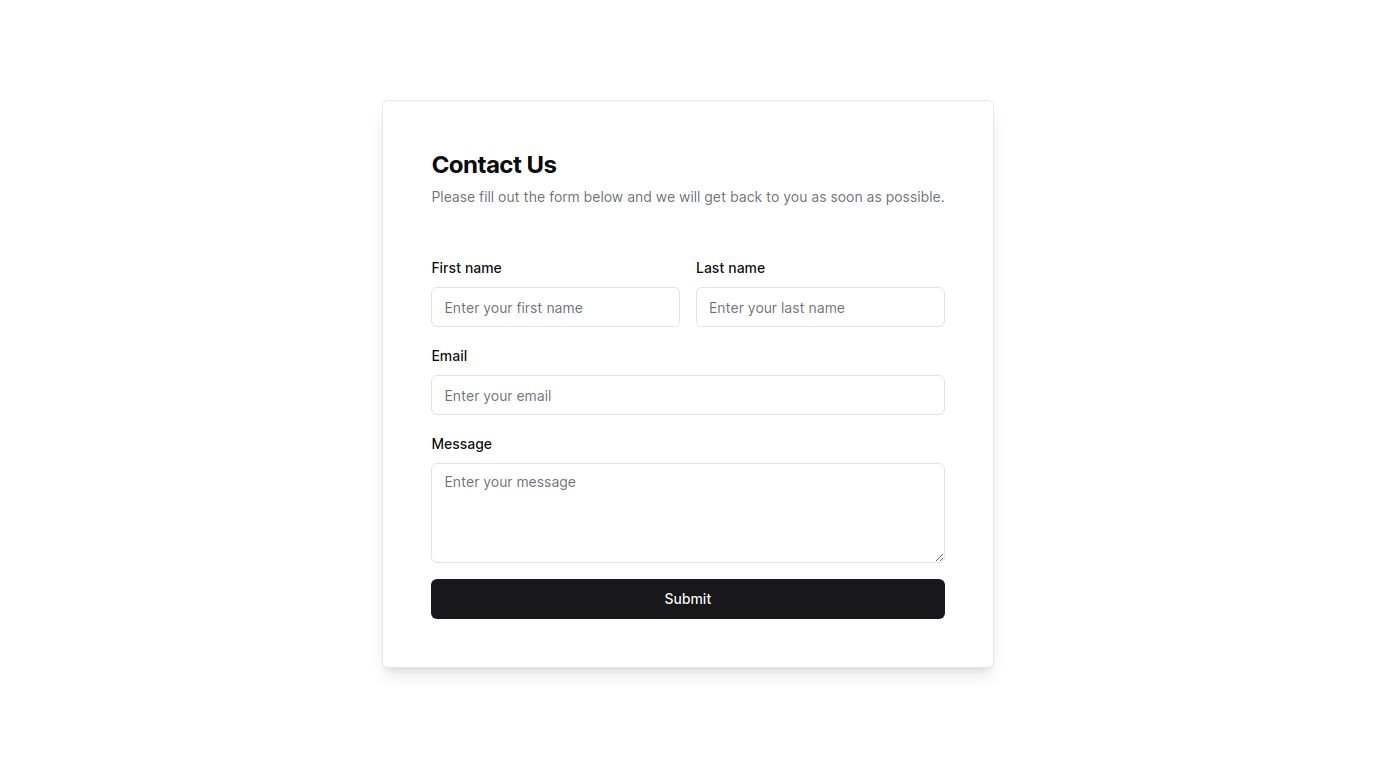 Contact Us
Please fill out the form below and we will get back to you as soon as possible.
First name
Last name
Enter your first name
Enter your last name
Email
Enter your email
Message
Enter your message
Submit